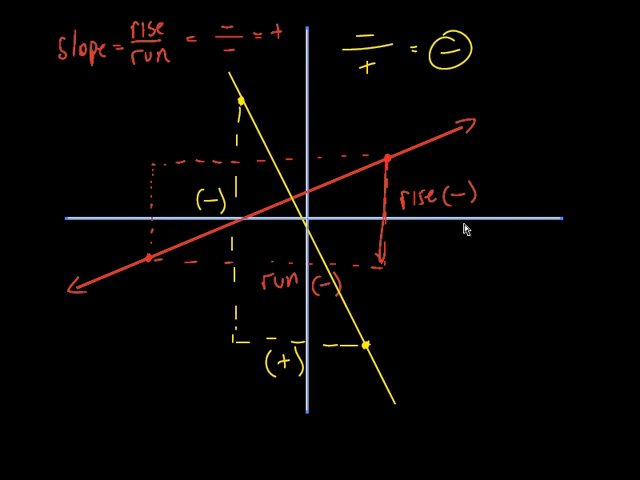 slope = rise/run = -/- = +
-/+ = -
(-)
rise (-)
run (-)
(+)